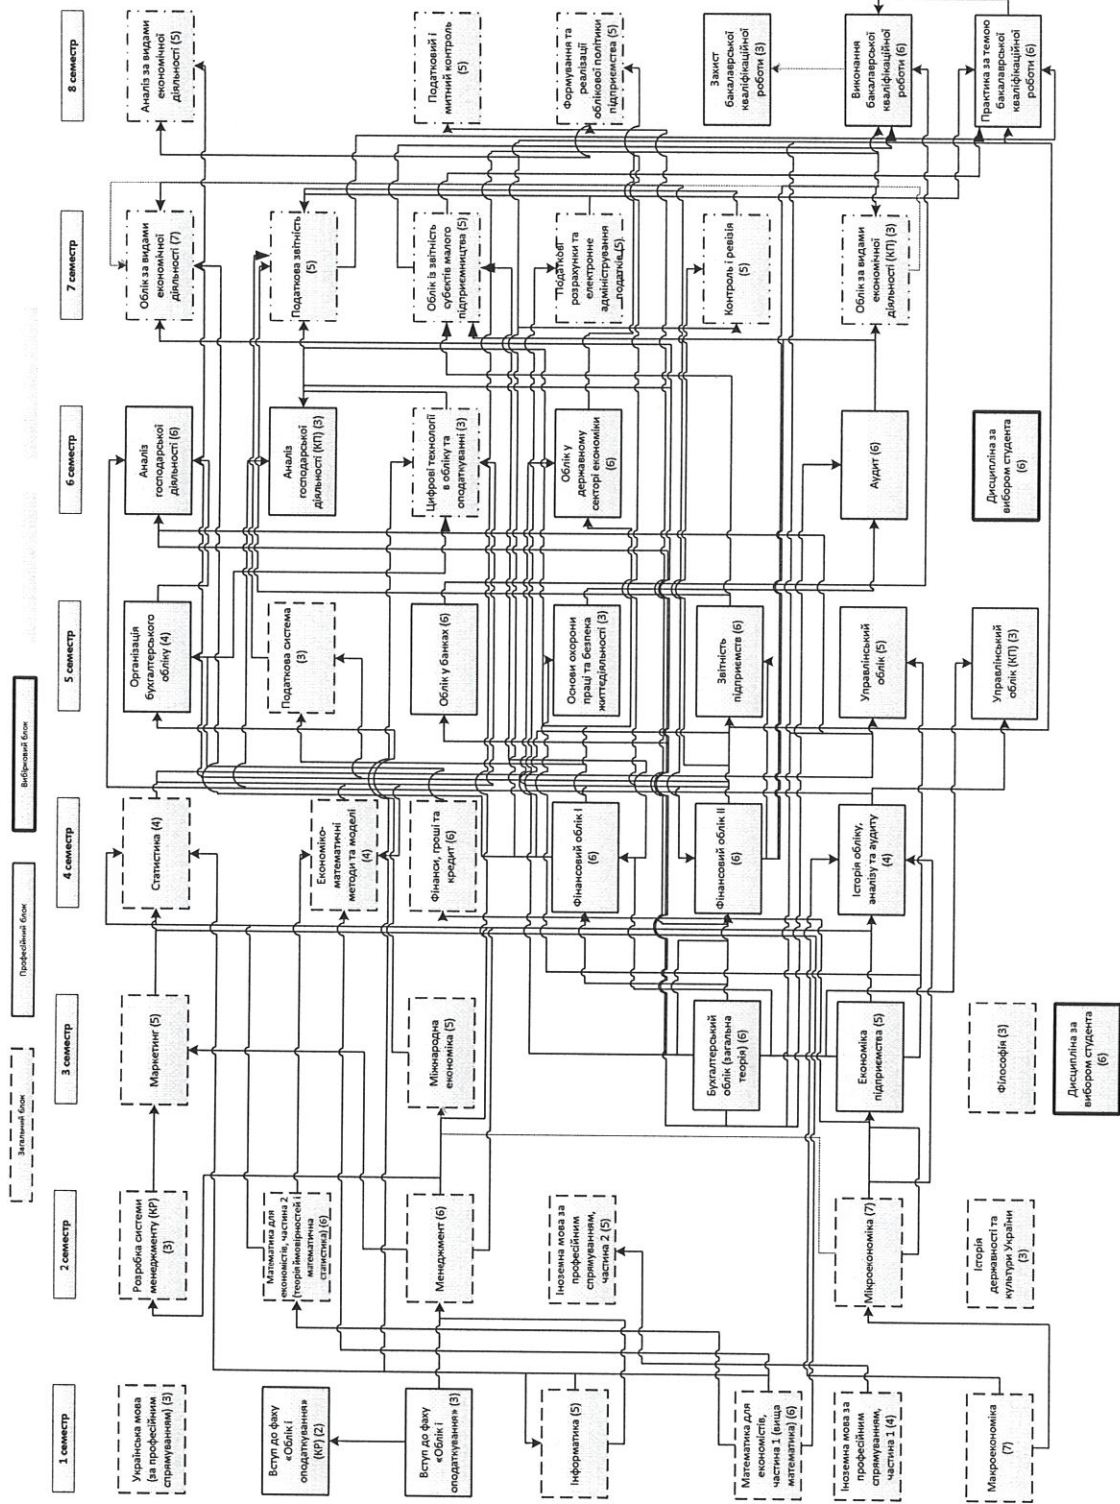 Загальний блок
Професійний блок
Вибірковий блок
1 семестр
2 семестр
3 семестр
4 семестр
5 семестр
6 семестр
7 семестр
8 семестр
Українська мова
(за професійним
спрямуванням) (3)
Вступ до фаху
«Облік і
оподаткування»
(КР) (2)
Вступ до фаху
«Облік і
оподаткування» (3)
Інформатика (5)
Математика для
економістів,
частина 1 (вища
математика) (6)
Іноземна мова за
професійним
спрямуванням,
частина 1 (4)
Макроекономіка
(7)
Розробка системи
менеджменту (КР)
(3)
Математика для
економістів, частина 2
(теорія ймовірностей і
математична
статистика) (6)
Менеджмент (6)
Іноземна мова за
професійним
спрямуванням,
частина 2 (5)
Мікроекономіка (7)
Історія
державності та
культури України
(3)
Маркетинг (5)
Міжнародна
економіка (5)
Бухгалтерський
облік (загальна
теорія) (6)
Економіка
підприємства (5)
Філософія (3)
Дисципліна за
вибором студента
(6)
Статистика (4)
Економіко-
математичні
методи та моделі
(4)
Фінанси, гроші та
кредит (6)
Фінансовий облік І
(6)
Фінансовий облік ІІ
(6)
Історія обліку,
аналізу та аудиту
(4)
Організація
бухгалтерського
обліку (4)
Податкова система
(3)
Облік у банках (6)
Основи охорони
праці та безпека
життєдіяльності (3)
Звітність
підприємств (6)
Управлінський
облік (5)
Управлінський
облік (КП) (3)
Аналіз
господарської
діяльності (6)
Аналіз
господарської
діяльності (КП) (3)
Цифрові технології
в обліку та
оподаткуванні (3)
Облік у
державному
секторі економіки
(6)
Аудит (6)
Дисципліна за
вибором студента
(6)
Облік за видами
економічної
діяльності (7)
Податкова звітність
(5)
Облік із звітність
субєктів малого
підприємництва (5)
Податкові
розрахунки та
електронне
адміністрування
податків (5)
Контроль і ревізія
(5)
Облік за видами
економічної
діяльності (КП) (3)
Аналіз за видами
економічної
діяльності (5)
Податковий і
митний контроль
(5)
Формування та
реалізації
облікової політики
підприємства (5)
Захист
бакалаврської
кваліфікаційної
роботи (3)
Виконання
бакалаврської
кваліфікаційної
роботи (6)
Практика за темою
бакалаврської
кваліфікаційної
роботи (6)